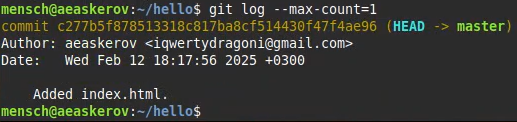 mensch@aeaskerov:~/hello$ git log --max-count=1
commit c277b5f878513318c817ba8cf514430f47f4ae96 (HEAD -> master)
Author: aeaskerov <iqwertydragoni@gmail.com>
Date:   Wed Feb 12 18:17:56 2025 +0300

    Added index.html.
mensch@aeaskerov:~/hello$